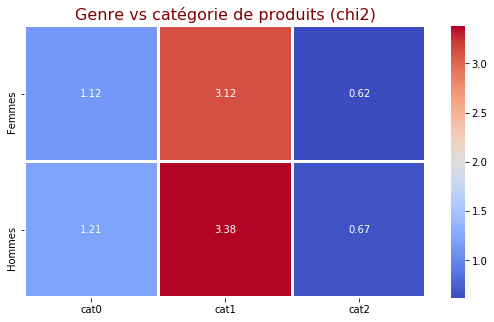 Genre vs catégorie de produits (chi2)
Femmes
1.12 3.12 0.62
Hommes
1.21 3.38 0.67
cat0 cat1 cat2
3.0
2.5
2.0
1.5
1.0